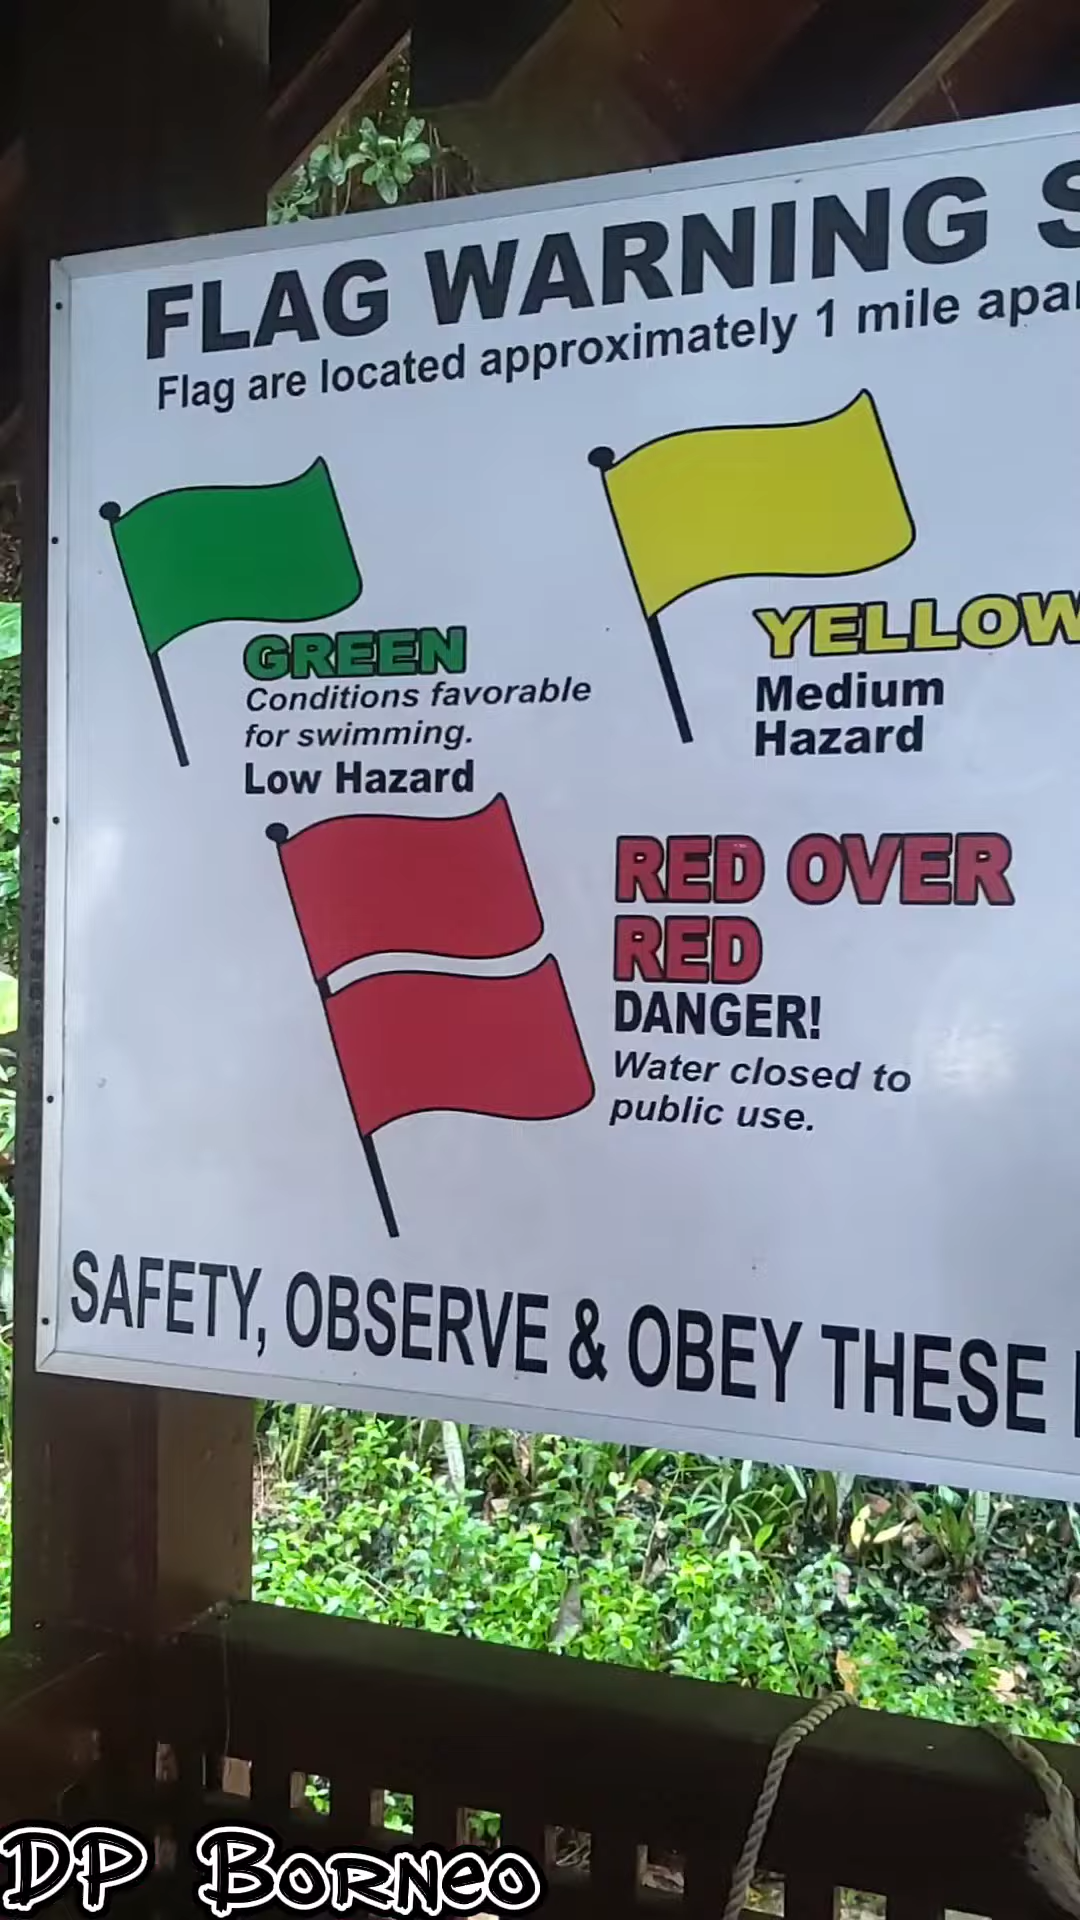 FLAG WARNING
Flag are located approximately 1 mile
GREEN
Conditions favorable
for swimming.
Low Hazard
YELLOW
Medium
Hazard
RED OVER
RED
DANGER!
Water closed to
public use.
SAFETY, OBSERVE & OBEY THESE
DP BORNEO